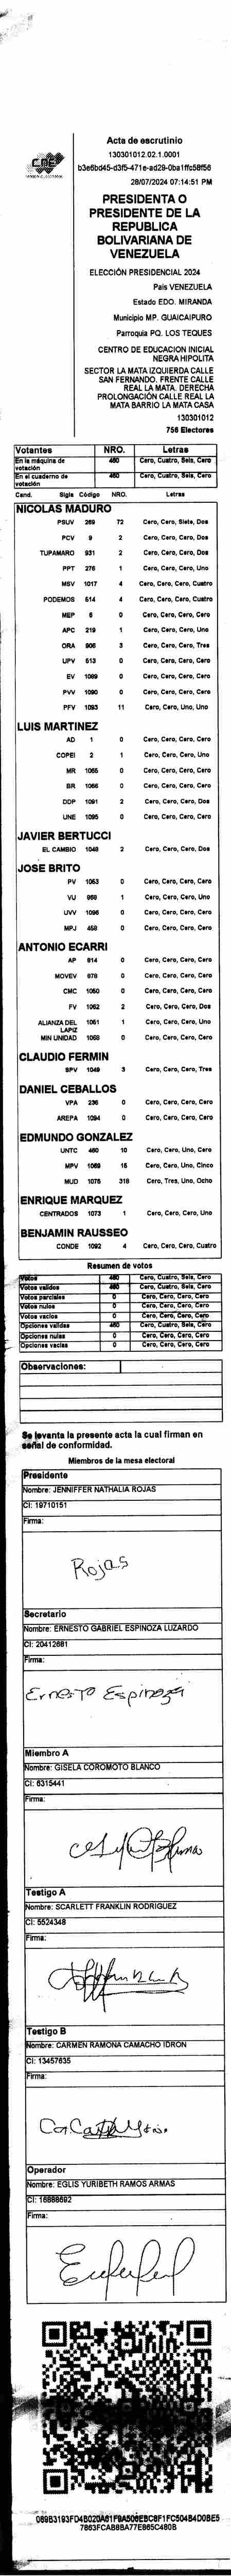 Acta de escrutinio
130301012.02.1.0001
b3e6bd45-d3f5-471e-ad29-0ba1ffc58f56
28/07/2024 07:14:51 PM
CNE
PRESIDENTA O
PRESIDENTE DE LA
REPUBLICA
BOLIVARIANA DE
VENEZUELA
ELECCIÓN PRESIDENCIAL 2024
País VENEZUELA
Estado EDO. MIRANDA
Municipio MP. GUAICAIPURO
Parroquia PQ. LOS TEQUES
CENTRO DE EDUCACION INICIAL
NEGRA HIPOLITA
SECTOR LA MATA IZQUIERDA CALLE
SAN FERNANDO. FRENTE CALLE
REAL LA MATA. DERECHA
PROLONGACIÓN CALLE REAL LA
MATA BARRIO LA MATA CASA
130301012
756 Electores
Votantes NRO. Letras
En la máquina de votación 460 Cero, Cuatro, Seis, Cero
En el cuaderno de votación 460 Cero, Cuatro, Seis, Cero
Cand. Sigla Código NRO. Letras
NICOLAS MADURO
PSUV 269 72 Cero, Cero, Siete, Dos
PCV 9 2 Cero, Cero, Cero, Dos
TUPAMARO 931 2 Cero, Cero, Cero, Dos
PPT 276 1 Cero, Cero, Cero, Uno
MSV 1017 4 Cero, Cero, Cero, Cuatro
PODEMOS 514 4 Cero, Cero, Cero, Cuatro
MEP 5 0 Cero, Cero, Cero, Cero
APC 219 1 Cero, Cero, Cero, Uno
ORA 906 3 Cero, Cero, Cero, Tres
UPV 513 0 Cero, Cero, Cero, Cero
EV 1089 0 Cero, Cero, Cero, Cero
PVV 1090 0 Cero, Cero, Cero, Cero
PFV 1093 11 Cero, Cero, Uno, Uno
LUIS MARTINEZ
AD 1 0 Cero, Cero, Cero, Cero
COPEI 2 1 Cero, Cero, Cero, Uno
MR 1065 0 Cero, Cero, Cero, Cero
BR 1066 0 Cero, Cero, Cero, Cero
DDP 1091 2 Cero, Cero, Cero, Dos
UNE 1095 0 Cero, Cero, Cero, Cero
JAVIER BERTUCCI
EL CAMBIO 1048 2 Cero, Cero, Cero, Dos
JOSE BRITO
PV 1053 0 Cero, Cero, Cero, Cero
VU 969 1 Cero, Cero, Cero, Uno
UVV 1096 0 Cero, Cero, Cero, Cero
MPJ 458 0 Cero, Cero, Cero, Cero
ANTONIO ECARRI
AP 914 0 Cero, Cero, Cero, Cero
MOVEV 978 0 Cero, Cero, Cero, Cero
CMC 1050 0 Cero, Cero, Cero, Cero
FV 1052 2 Cero, Cero, Cero, Dos
ALIANZA DEL LAPIZ 1051 1 Cero, Cero, Cero, Uno
MIN UNIDAD 1068 0 Cero, Cero, Cero, Cero
CLAUDIO FERMIN
SPV 1049 3 Cero, Cero, Cero, Tres
DANIEL CEBALLOS
VPA 236 0 Cero, Cero, Cero, Cero
AREPA 1094 0 Cero, Cero, Cero, Cero
EDMUNDO GONZALEZ
UNTC 460 10 Cero, Cero, Uno, Cero
MPV 1069 15 Cero, Cero, Uno, Cinco
MUD 1075 318 Cero, Tres, Uno, Ocho
ENRIQUE MARQUEZ
CENTRADOS 1073 1 Cero, Cero, Cero, Uno
BENJAMIN RAUSSEO
CONDE 1092 4 Cero, Cero, Cero, Cuatro
Resumen de votos
Votos 460 Cero, Cuatro, Seis, Cero
Votos validos 460 Cero, Cuatro, Seis, Cero
Votos parciales 0 Cero, Cero, Cero, Cero
Votos nulos 0 Cero, Cero, Cero, Cero
Votos vacios 0 Cero, Cero, Cero, Cero
Opciones validas 460 Cero, Cuatro, Seis, Cero
Opciones nulas 0 Cero, Cero, Cero, Cero
Opciones vacias 0 Cero, Cero, Cero, Cero
Observaciones:
Se levanta la presente acta la cual firman en
señal de conformidad.
Miembros de la mesa electoral
Presidente
Nombre: JENNIFFER NATHALIA ROJAS
CI: 19710151
Firma:
Rojas
Secretario
Nombre: ERNESTO GABRIEL ESPINOZA LUZARDO
CI: 20412681
Firma:
Ernesto Espinoza
Miembro A
Nombre: GISELA COROMOTO BLANCO
CI: 6315441
Firma:
Testigo A
Nombre: SCARLETT FRANKLIN RODRIGUEZ
CI: 5524348
Firma:
Testigo B
Nombre: CARMEN RAMONA CAMACHO IDRON
CI: 13457635
Firma:
Operador
Nombre: EGLIS YURIBETH RAMOS ARMAS
CI: 16888692
Firma: